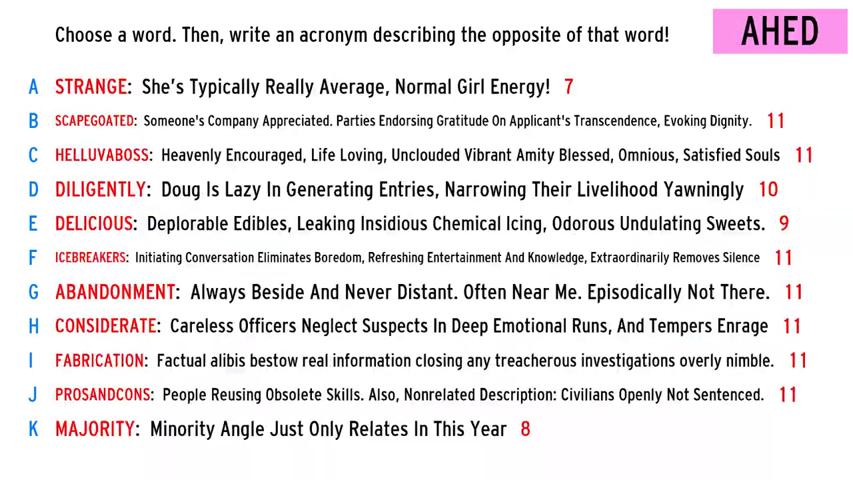 Choose a word. Then, write an acronym describing the opposite of that word!
AHED
A STRANGE: She's Typically Really Average, Normal Girl Energy! 7
B SCAPEGOATED: Someone's Company Appreciated. Parties Endorsing Gratitude On Applicant's Transcendence, Evoking Dignity. 11
C HELLUVABOSS: Heavenly Encouraged, Life Loving, Unclouded Vibrant Amity Blessed, Omnious, Satisfied Souls 11
D DILIGENTLY: Doug Is Lazy In Generating Entries, Narrowing Their Livelihood Yawningly 10
E DELICIOUS: Deplorable Edibles, Leaking Insidious Chemical Icing, Odorous Undulating Sweets. 9
F ICEBREAKERS: Initiating Conversation Eliminates Boredom, Refreshing Entertainment And Knowledge, Extraordinarily Removes Silence 11
G ABANDONMENT: Always Beside And Never Distant. Often Near Me. Episodically Not There. 11
H CONSIDERATE: Careless Officers Neglect Suspects In Deep Emotional Runs, And Tempers Enrage 11
I FABRICATION: Factual alibis bestow real information closing any treacherous investigations overly nimble. 11
J PROSANDCONS: People Reusing Obsolete Skills. Also, Nonrelated Description: Civilians Openly Not Sentenced. 11
K MAJORITY: Minority Angle Just Only Relates In This Year 8